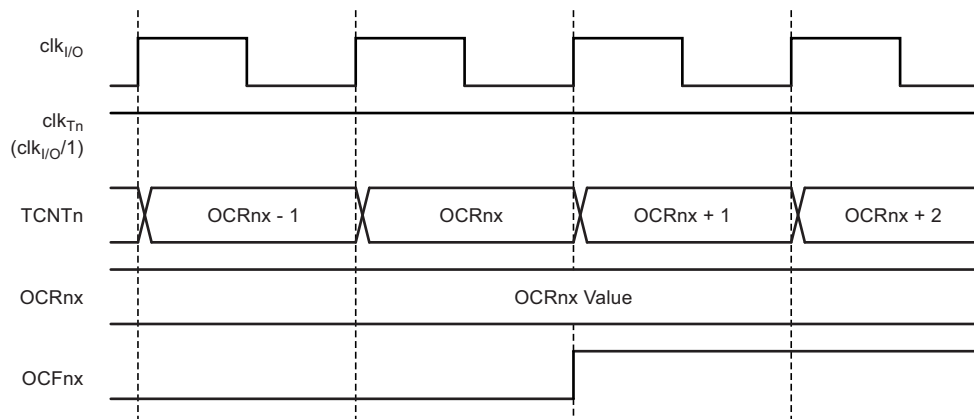 clkI/O
clkTn
(clkI/O/1)
TCNTn OCRnx - 1 OCRnx OCRnx + 1 OCRnx + 2
OCRnx OCRnx Value
OCFnx